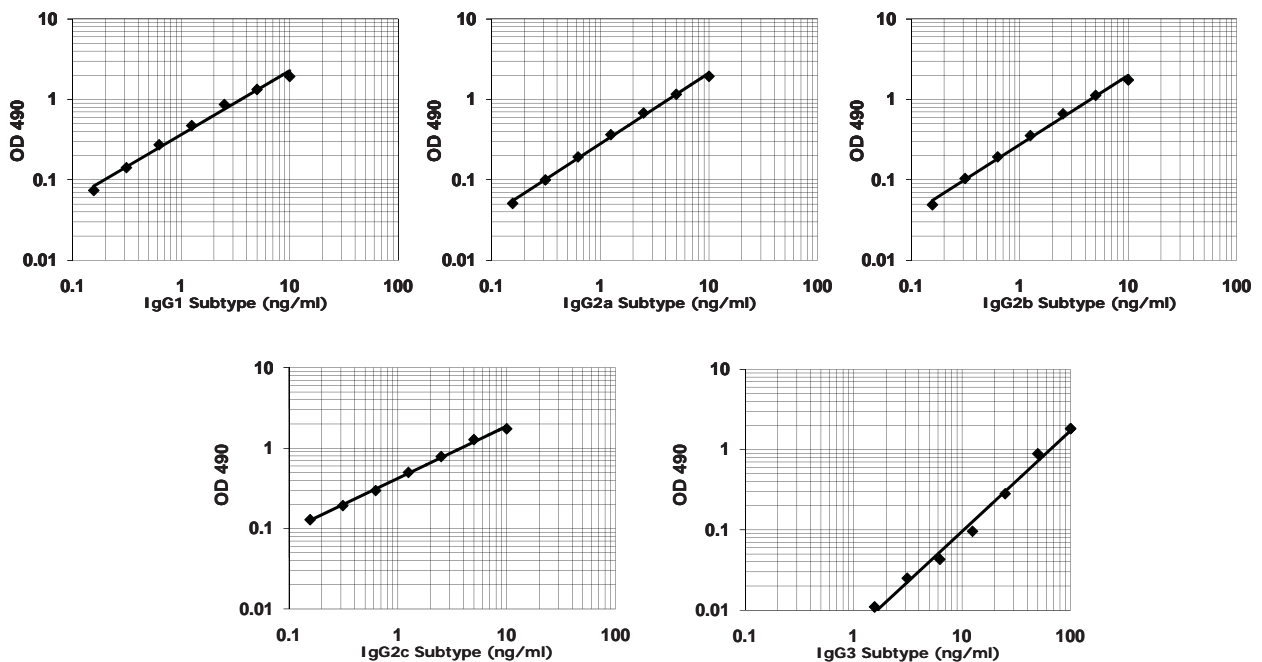 10
1
0.1
0.01
OD 490
0.1 1 10 100
IgG1 Subtype (ng/ml)
10
1
0.1
0.01
OD 490
0.1 1 10 100
IgG2a Subtype (ng/ml)
10
1
0.1
0.01
OD 490
0.1 1 10 100
IgG2b Subtype (ng/ml)
10
1
0.1
0.01
OD 490
0.1 1 10 100
IgG2c Subtype (ng/ml)
10
1
0.1
0.01
OD 490
0.1 1 10 100
IgG3 Subtype (ng/ml)